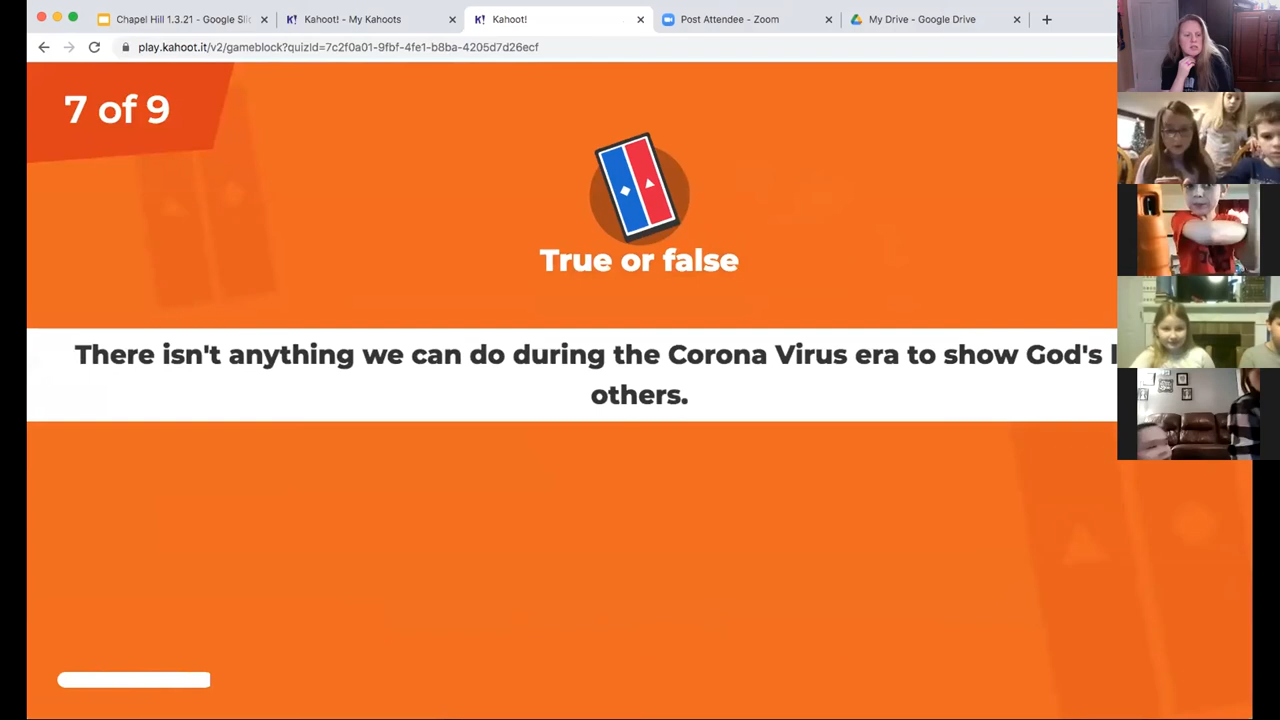 Chapel Hill 1.3.21 - Google Slid
Kahoot! - My Kahoots
Kahoot!
Post Attendee - Zoom
My Drive - Google Drive
play.kahoot.it/v2/gameblock?quizId=7c2f0a01-9fbf-4fe1-b8ba-4205d7d26ecf
7 of 9
True or false
There isn't anything we can do during the Corona Virus era to show God's
others.